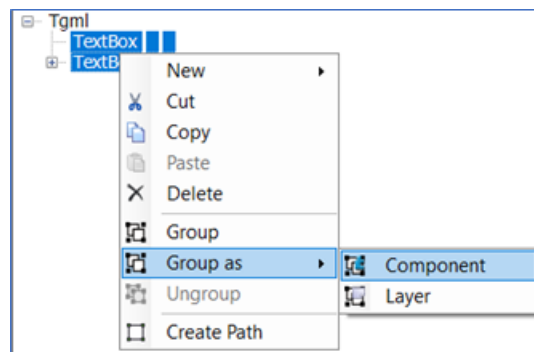 Tgml
TextBox
TextB
New
Cut
Copy
Paste
Delete
Group
Group as
Component
Ungroup
Layer
Create Path